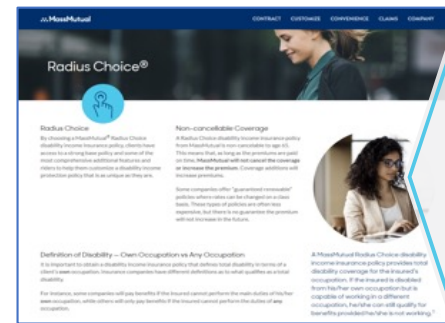 MassMutual
CONTRACT CUSTOMIZE CONVENIENCE CLAIMS COMPANY
Radius Choice®
Radius Choice
By choosing a MassMutual® Radius Choice
disability income insurance policy, clients have
access to a strong base policy and some of the
most comprehensive additional features and
riders to help them customize a disability income
protection policy that is as unique as they are.
Non-cancellable Coverage
A Radius Choice disability income insurance policy
from MassMutual is non-cancelable to age 65.
This means that, as long as the premiums are paid
on time, MassMutual will not cancel the coverage
or increase the premium. Coverage additions will
increase premiums.
Some companies offer "guaranteed renewable"
policies where rates can be changed on a class
basis. These types of policies are often less
expensive, but there is no guarantee the premium
will not increase in the future.
Definition of Disability – Own Occupation vs Any Occupation
It is important to obtain a disability income insurance policy that defines total disability in terms of a
client's own occupation. Insurance companies have different definitions as to what qualifies as a total
disability.
For instance, some companies will pay benefits if the insured cannot perform the main duties of his/her
own occupation, while others will only pay benefits if the insured cannot perform the duties of any
occupation.
A MassMutual Radius Choice disability
income insurance policy provides total
disability coverage for the insured's
occupation. If the insured is disabled
from his/her own occupation but is
capable of working in a different
occupation, he/she can still qualify for
benefits provided he/she is not working.